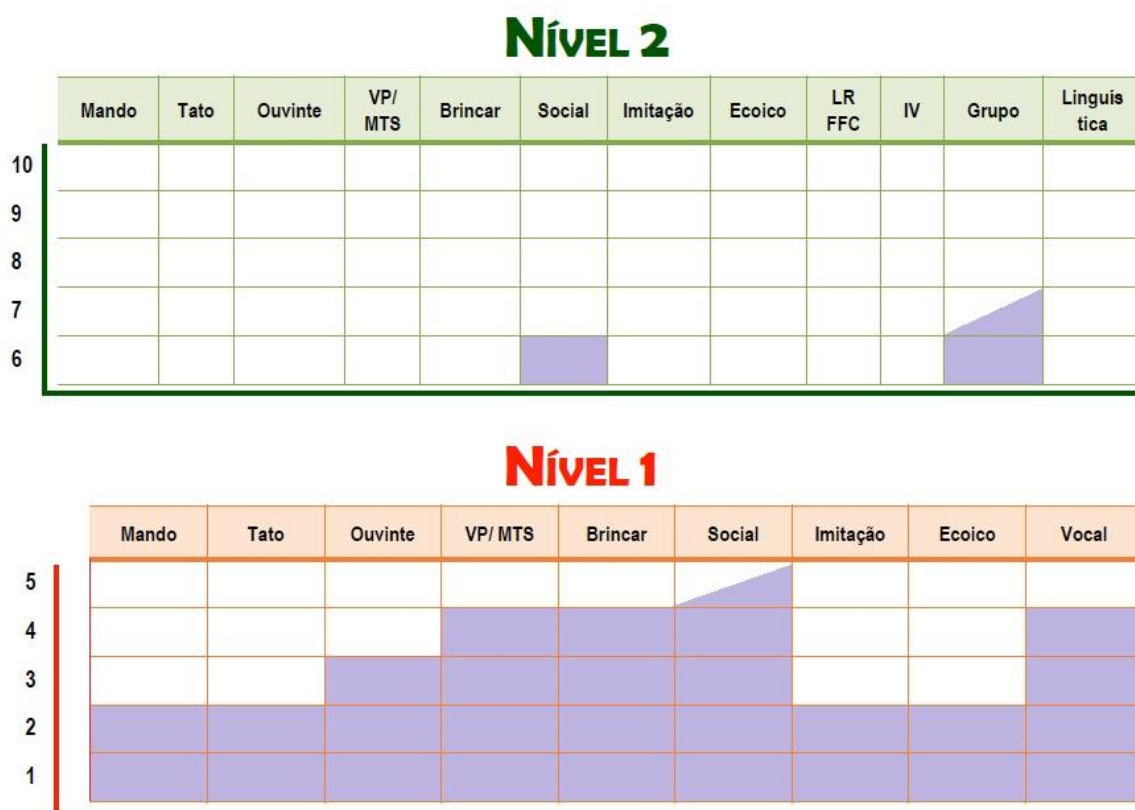 NÍVEL 2
Mando Tato Ouvinte VP/ MTS Brincar Social Imitação Ecoico LR FFC IV Grupo Linguís tica
10
9
8
7
6
NÍVEL 1
Mando Tato Ouvinte VP/ MTS Brincar Social Imitação Ecoico Vocal
5
4
3
2
1